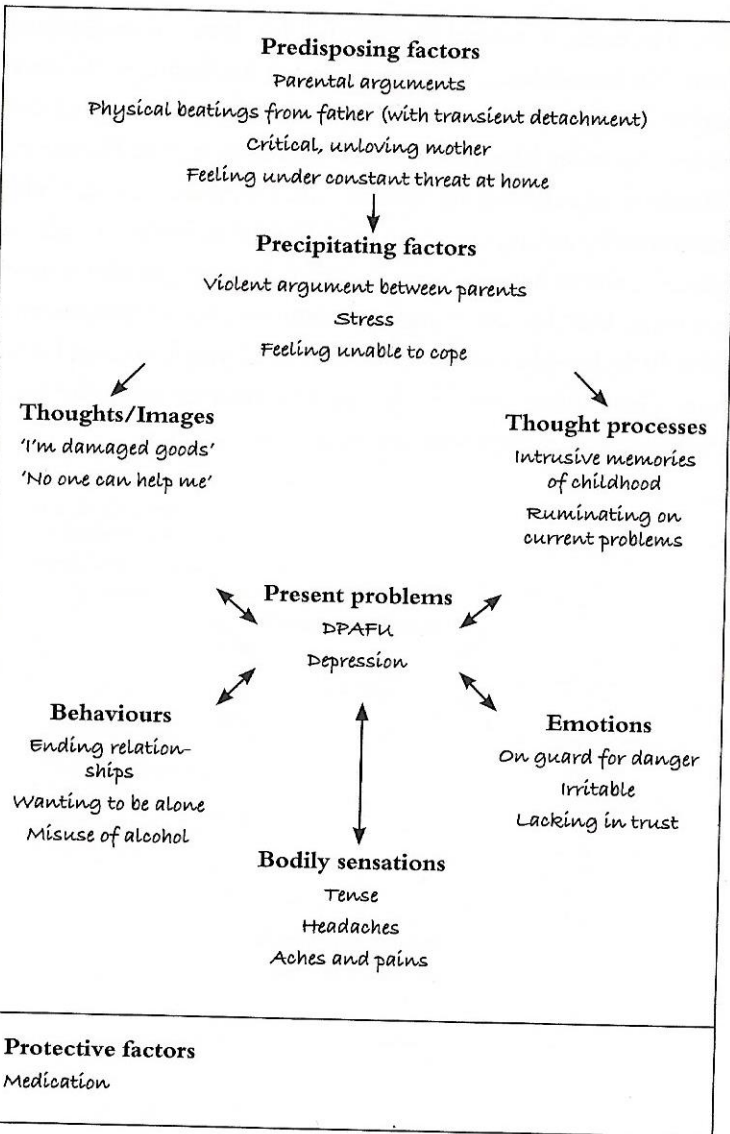 Predisposing factors
Parental arguments
Physical beatings from father (with transient detachment)
Critical, unloving mother
Feeling under constant threat at home
Precipitating factors
Violent argument between parents
Stress
Feeling unable to cope
Thoughts/Images
'I'm damaged goods'
'No one can help me'
Thought processes
Intrusive memories
of childhood
Ruminating on
current problems
Present problems
DPAFU
Depression
Behaviours
Ending relation-
ships
Wanting to be alone
Misuse of alcohol
Emotions
On guard for danger
Irritable
Lacking in trust
Bodily sensations
Tense
Headaches
Aches and pains
Protective factors
Medication